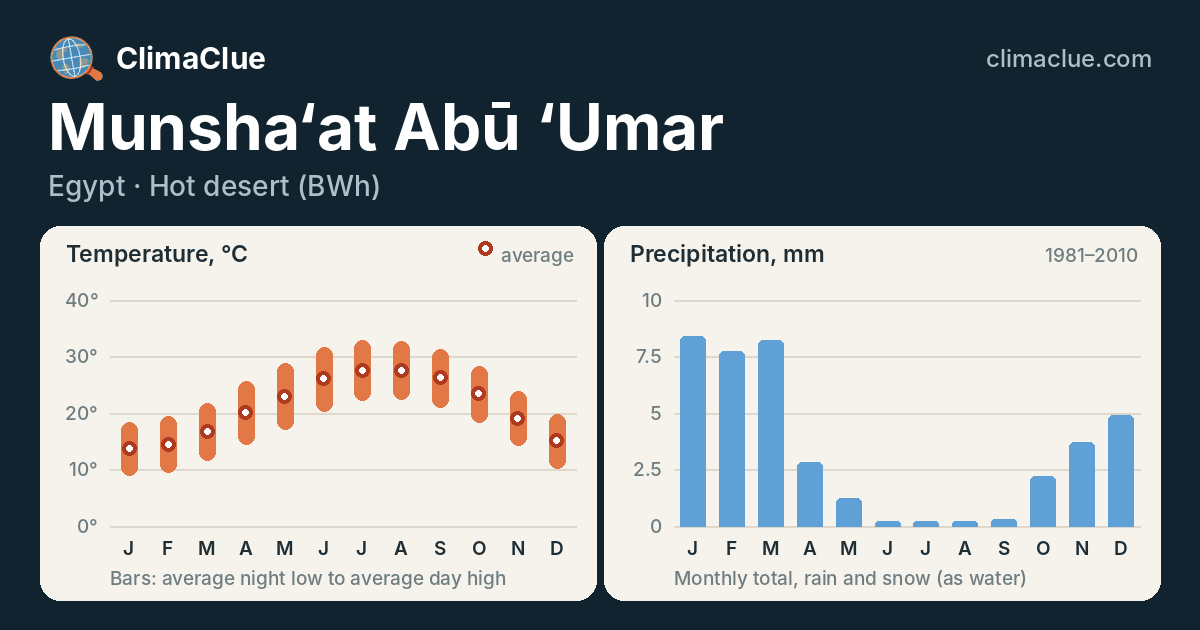 ClimaClue
climaclue.com
Munsha‘at Abū ‘Umar
Egypt · Hot desert (BWh)
Temperature, °C
average
40°
30°
20°
10°
0°
J F M A M J J A S O N D
Bars: average night low to average day high
Precipitation, mm
1981–2010
10
7.5
5
2.5
0
J F M A M J J A S O N D
Monthly total, rain and snow (as water)